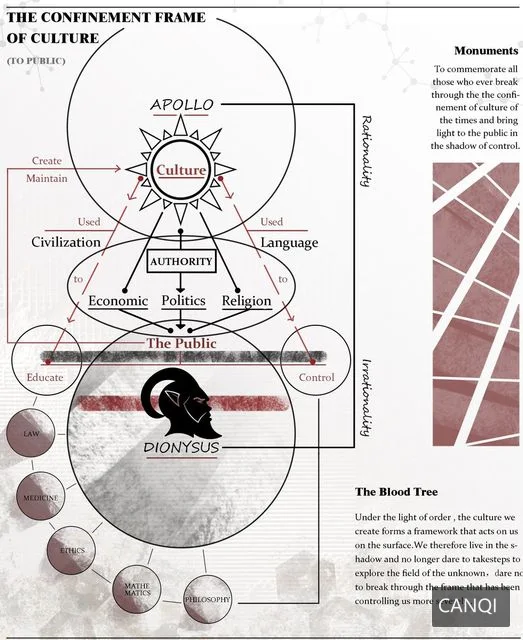 THE CONFINEMENT FRAME
OF CULTURE
(TO PUBLIC)
Monuments
To commemorate all
those who ever break
through the the confi-
nement of culture of
the times and bring
light to the public in
the shadow of control.
APOLLO
Rationality
Create
Maintain
Culture
Used
Civilization
Used
Language
AUTHORITY
to
to
Economic
Politics
Religion
The Public
Educate
Control
Irrationality
DIONYSUS
LAW
MEDICINE
ETHICS
MATHE
MATICS
PHILOSOPHY
The Blood Tree
Under the light of order , the culture we
create forms a framework that acts on us
on the surface.We therefore live in the s-
hadow and no longer dare to takesteps to
explore the field of the unknown, dare no
to break through the frame that has been
controlling us more
CANQI